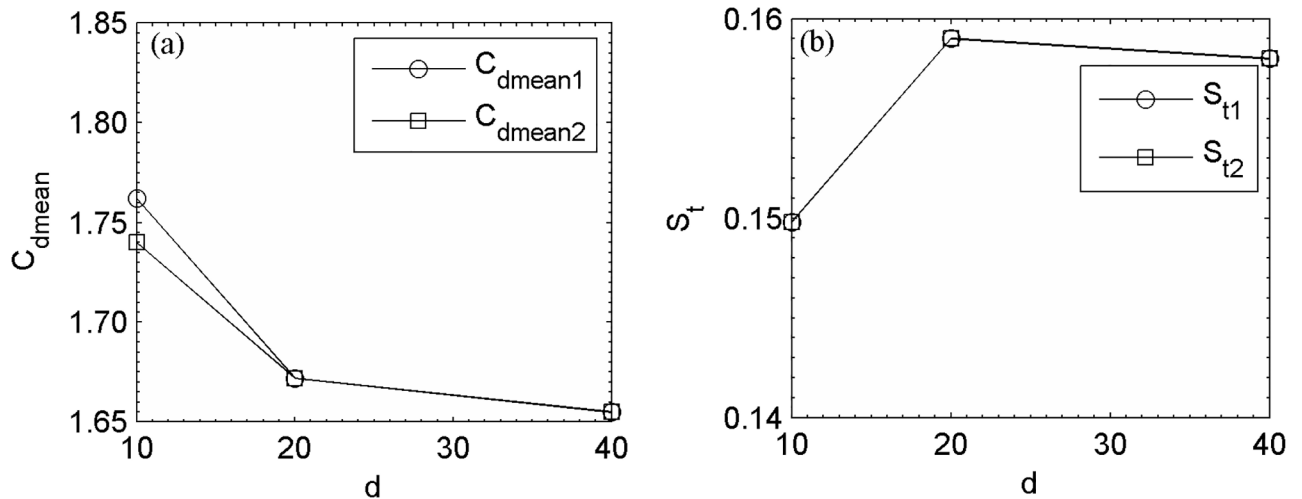 (a)
1.85
1.80
1.75
1.70
1.65
C_dmean
C_dmean1
C_dmean2
10 20 30 40
d
(b)
0.16
0.15
0.14
S_t
S_t1
S_t2
10 20 30 40
d